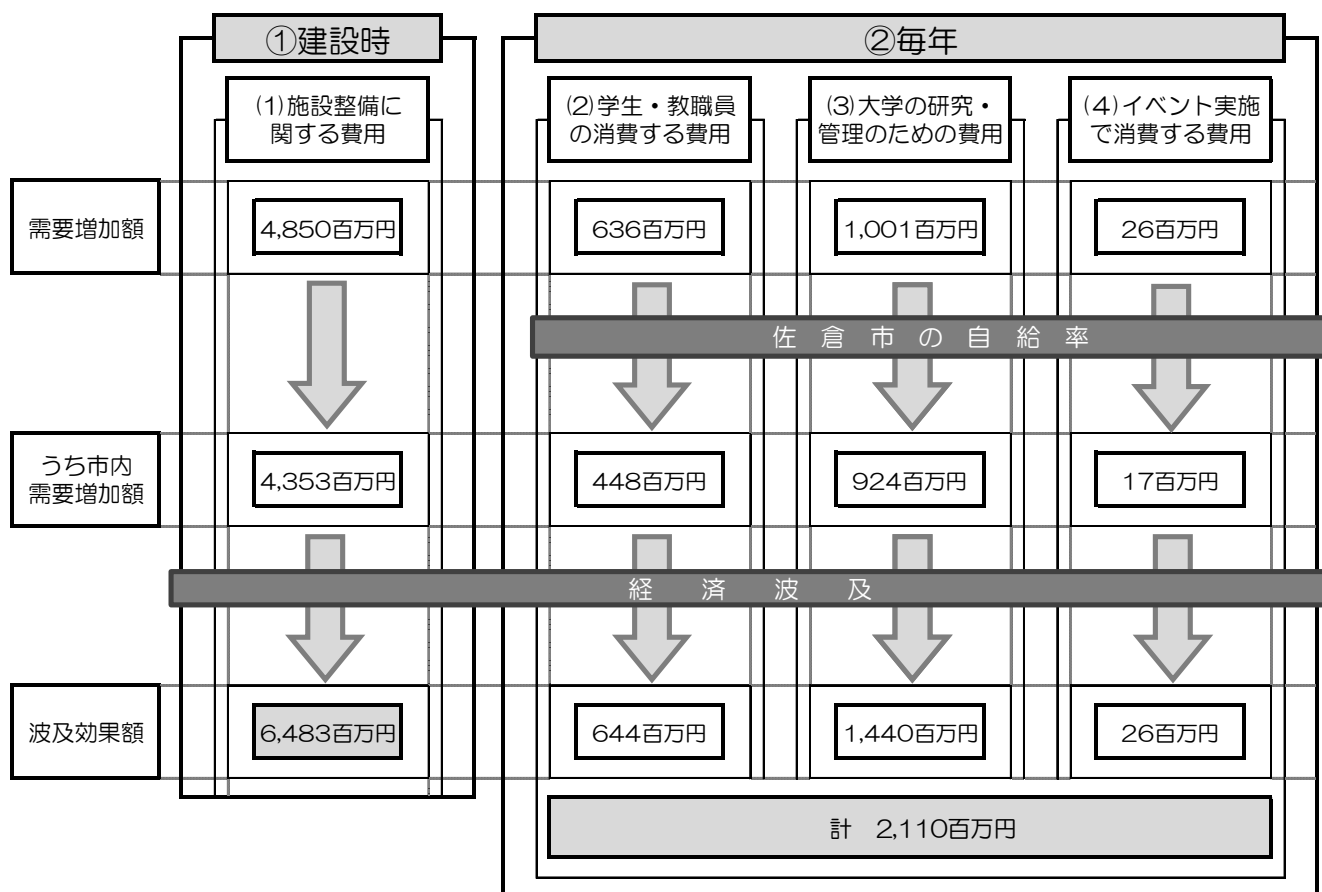 ①建設時
②毎年
(1)施設整備に
関する費用
(2)学生・教職員
の消費する費用
(3)大学の研究・
管理のための費用
(4)イベント実施
で消費する費用
需要増加額
4,850百万円
636百万円
1,001百万円
26百万円
佐倉市の自給率
うち市内
需要増加額
4,353百万円
448百万円
924百万円
17百万円
経済波及
波及効果額
6,483百万円
644百万円
1,440百万円
26百万円
計　2,110百万円